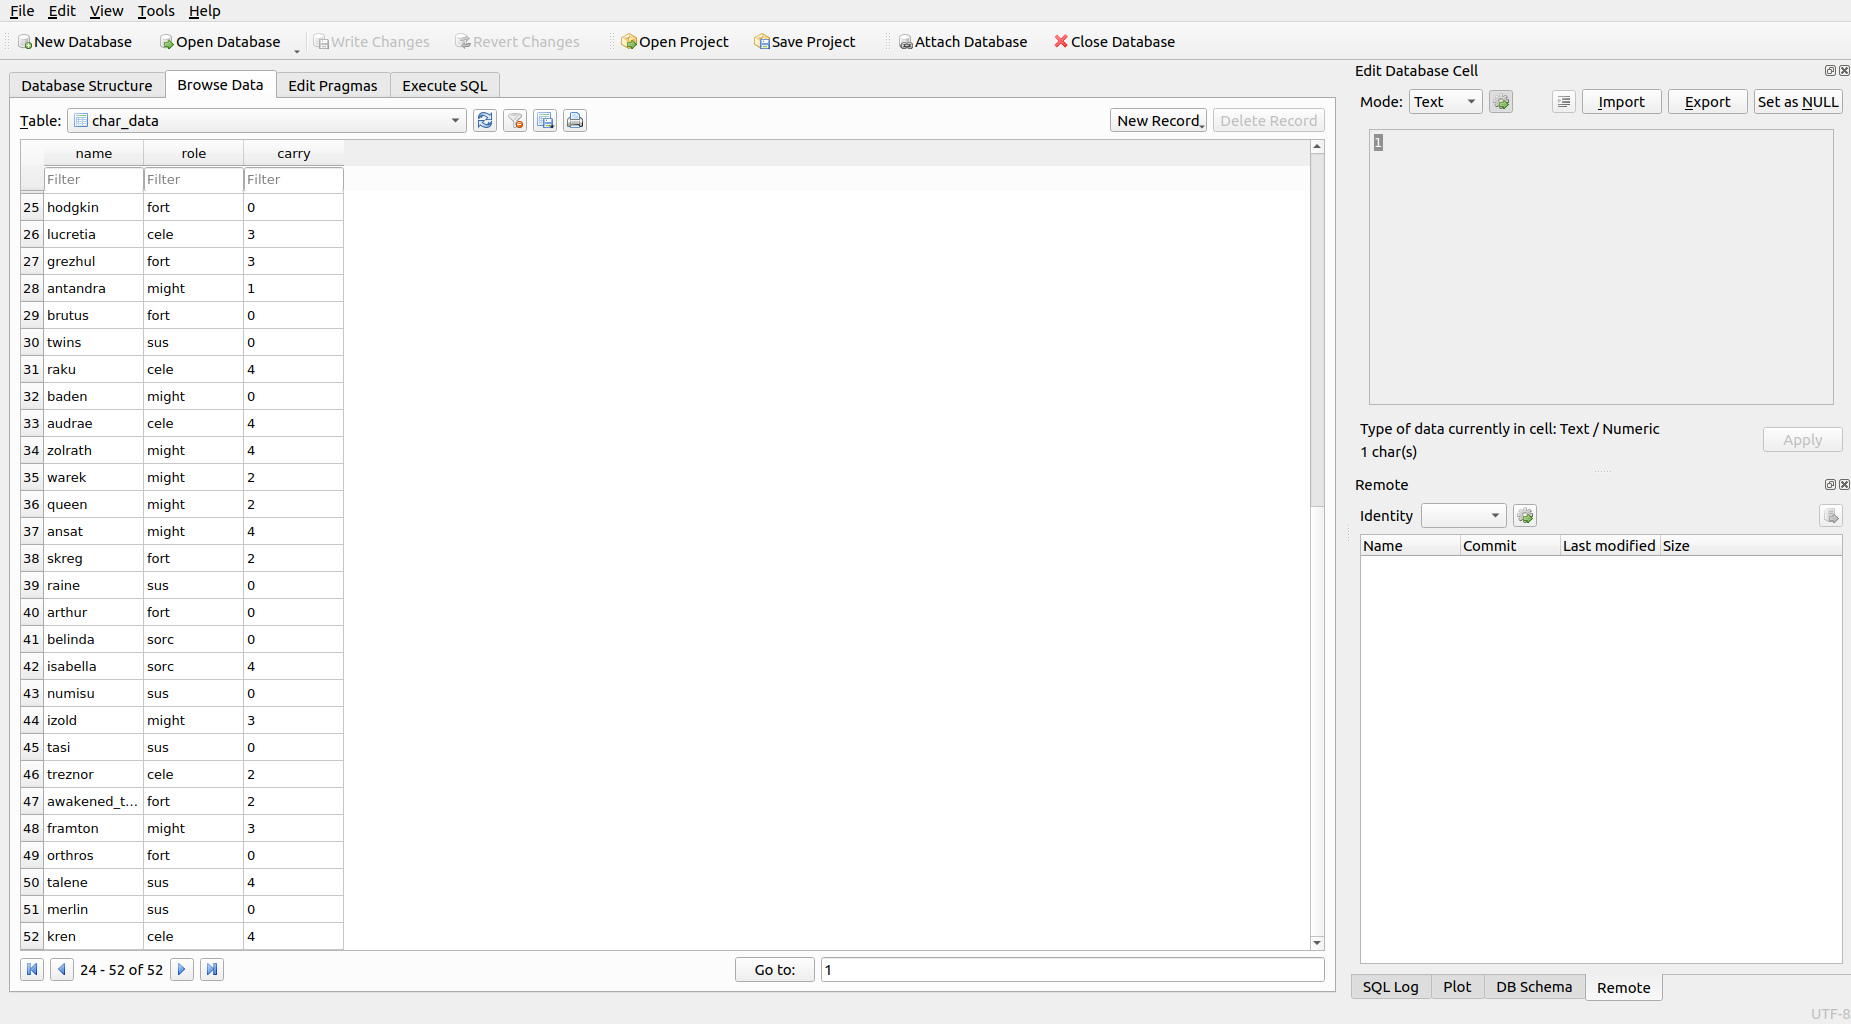 File Edit View Tools Help
New Database Open Database Write Changes Revert Changes Open Project Save Project Attach Database Close Database
Database Structure Browse Data Edit Pragmas Execute SQL
Table: char_data New Record Delete Record
name role carry
Filter Filter Filter
25 hodgkin fort 0
26 lucretia cele 3
27 grezhul fort 3
28 antandra might 1
29 brutus fort 0
30 twins sus 0
31 raku cele 4
32 baden might 0
33 audrae cele 4
34 zolrath might 4
35 warek might 2
36 queen might 2
37 ansat might 4
38 skreg fort 2
39 raine sus 0
40 arthur fort 0
41 belinda sorc 0
42 isabella sorc 4
43 numisu sus 0
44 izold might 3
45 tasi sus 0
46 treznor cele 2
47 awakened_t... fort 2
48 framton might 3
49 orthros fort 0
50 talene sus 4
51 merlin sus 0
52 kren cele 4
24 - 52 of 52 Go to: 1
Edit Database Cell
Mode: Text Import Export Set as NULL
1
Type of data currently in cell: Text / Numeric
1 char(s)
Apply
Remote
Identity
Name Commit Last modified Size
SQL Log Plot DB Schema Remote
UTF-8